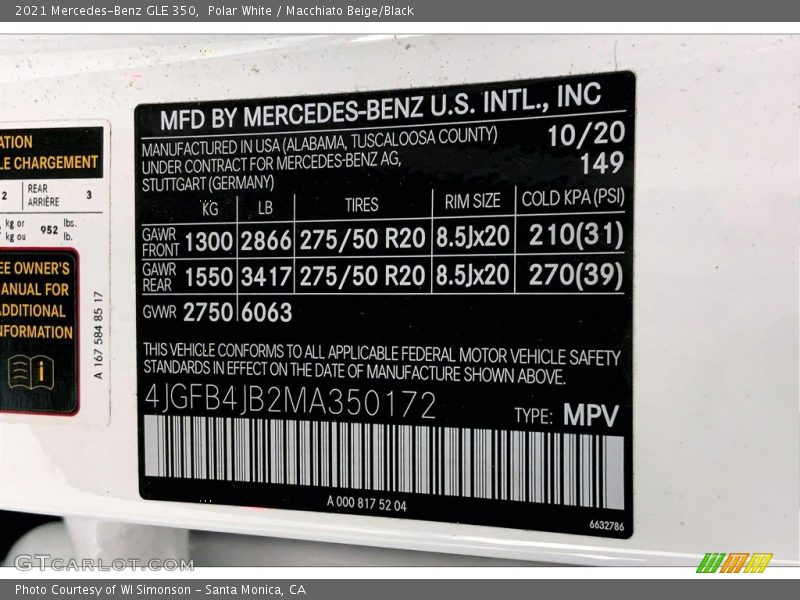 2021 Mercedes-Benz GLE 350,  Polar White / Macchiato Beige/Black
ATION
LE CHARGEMENT
2 REAR ARRIÈRE 3
kg or kg ou 952 lbs. lb.
EE OWNER'S
ANUAL FOR
ADDITIONAL
NFORMATION
A 167 584 85 17
MFD BY MERCEDES-BENZ U.S. INTL., INC
MANUFACTURED IN USA (ALABAMA, TUSCALOOSA COUNTY) 10/20
UNDER CONTRACT FOR MERCEDES-BENZ AG, 149
STUTTGART (GERMANY)
KG LB TIRES RIM SIZE COLD KPA (PSI)
GAWR FRONT 1300 2866 275/50 R20 8.5Jx20 210(31)
GAWR REAR 1550 3417 275/50 R20 8.5Jx20 270(39)
GVWR 2750 6063
THIS VEHICLE CONFORMS TO ALL APPLICABLE FEDERAL MOTOR VEHICLE SAFETY
STANDARDS IN EFFECT ON THE DATE OF MANUFACTURE SHOWN ABOVE.
4JGFB4JB2MA350172
TYPE: MPV
A 000 817 52 04
6632786
GTCARLOT.COM
Photo Courtesy of WI Simonson - Santa Monica, CA